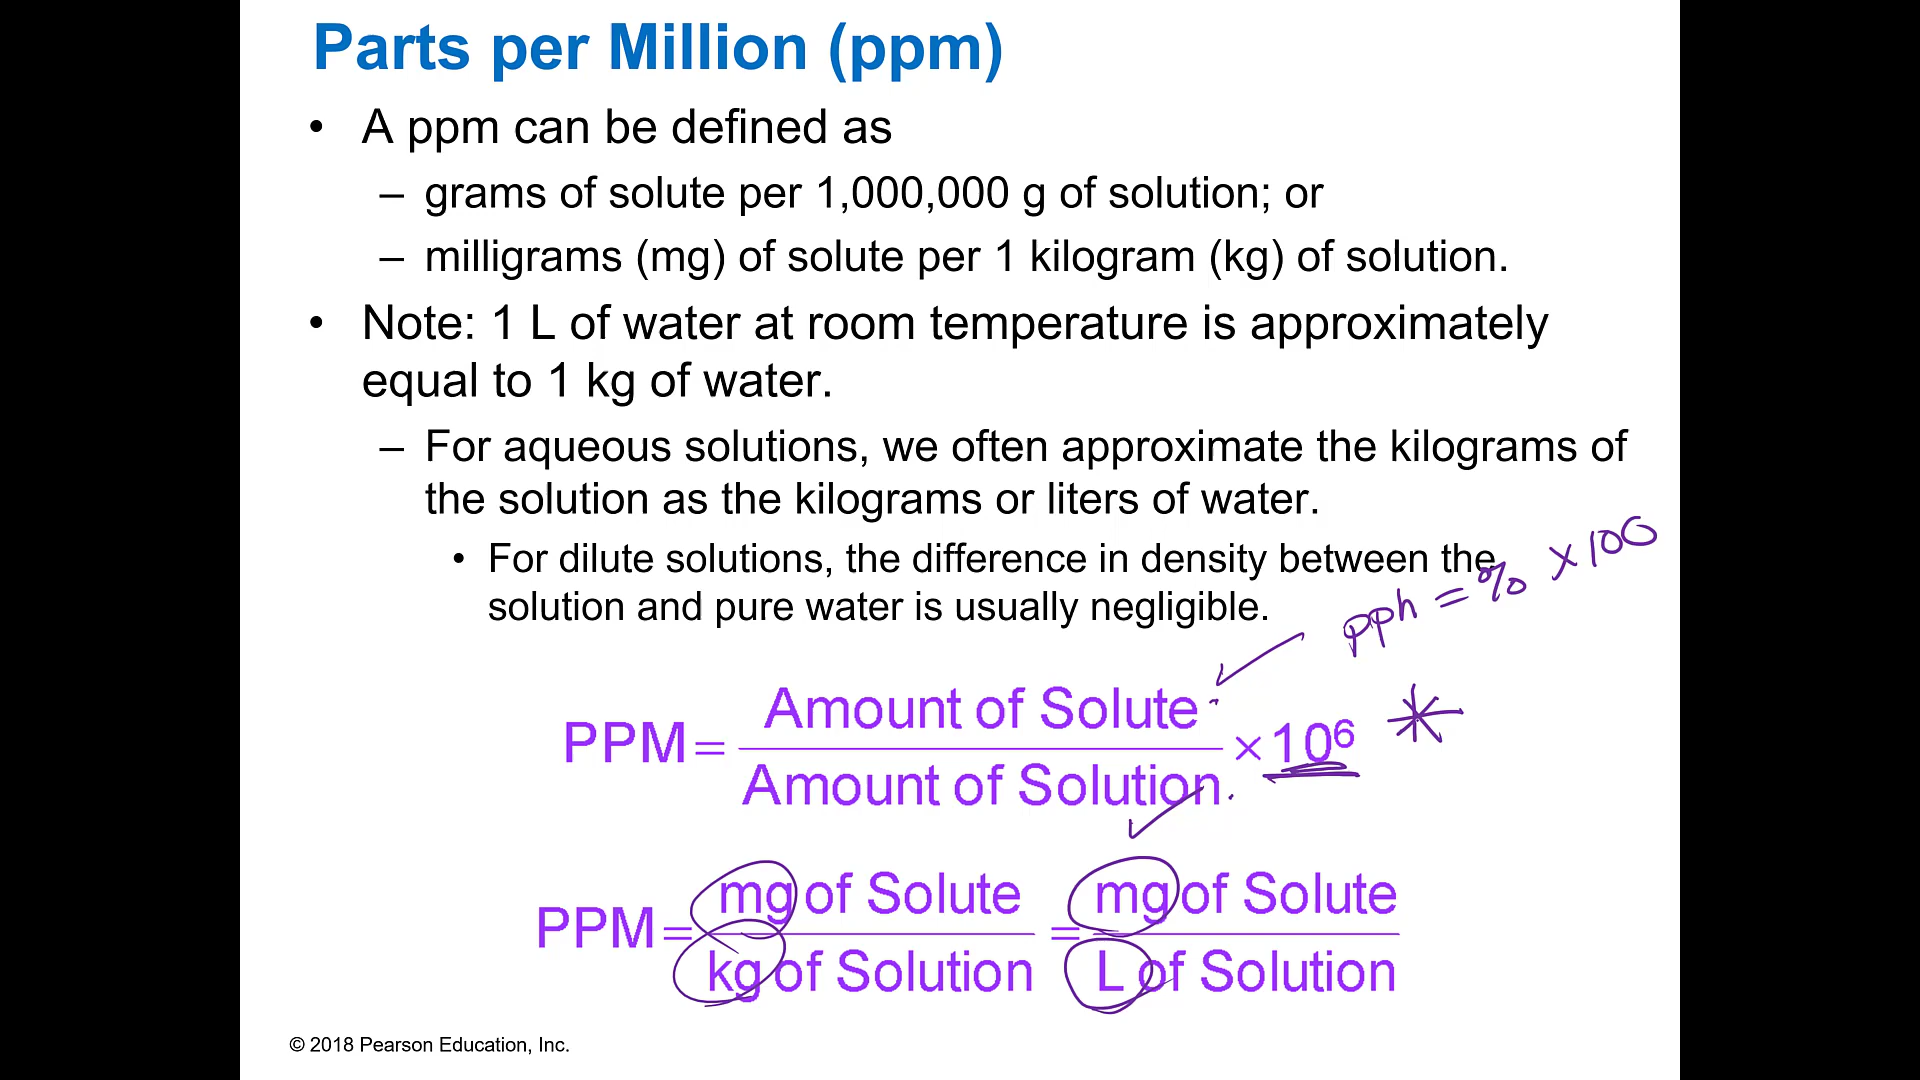 Parts per Million (ppm)
• A ppm can be defined as
– grams of solute per 1,000,000 g of solution; or
– milligrams (mg) of solute per 1 kilogram (kg) of solution.
• Note: 1 L of water at room temperature is approximately
equal to 1 kg of water.
– For aqueous solutions, we often approximate the kilograms of
the solution as the kilograms or liters of water.
• For dilute solutions, the difference in density between the
solution and pure water is usually negligible.
pph = % × 100
PPM = Amount of Solute / Amount of Solution × 10⁶ *
PPM = mg of Solute / kg of Solution = mg of Solute / L of Solution
© 2018 Pearson Education, Inc.